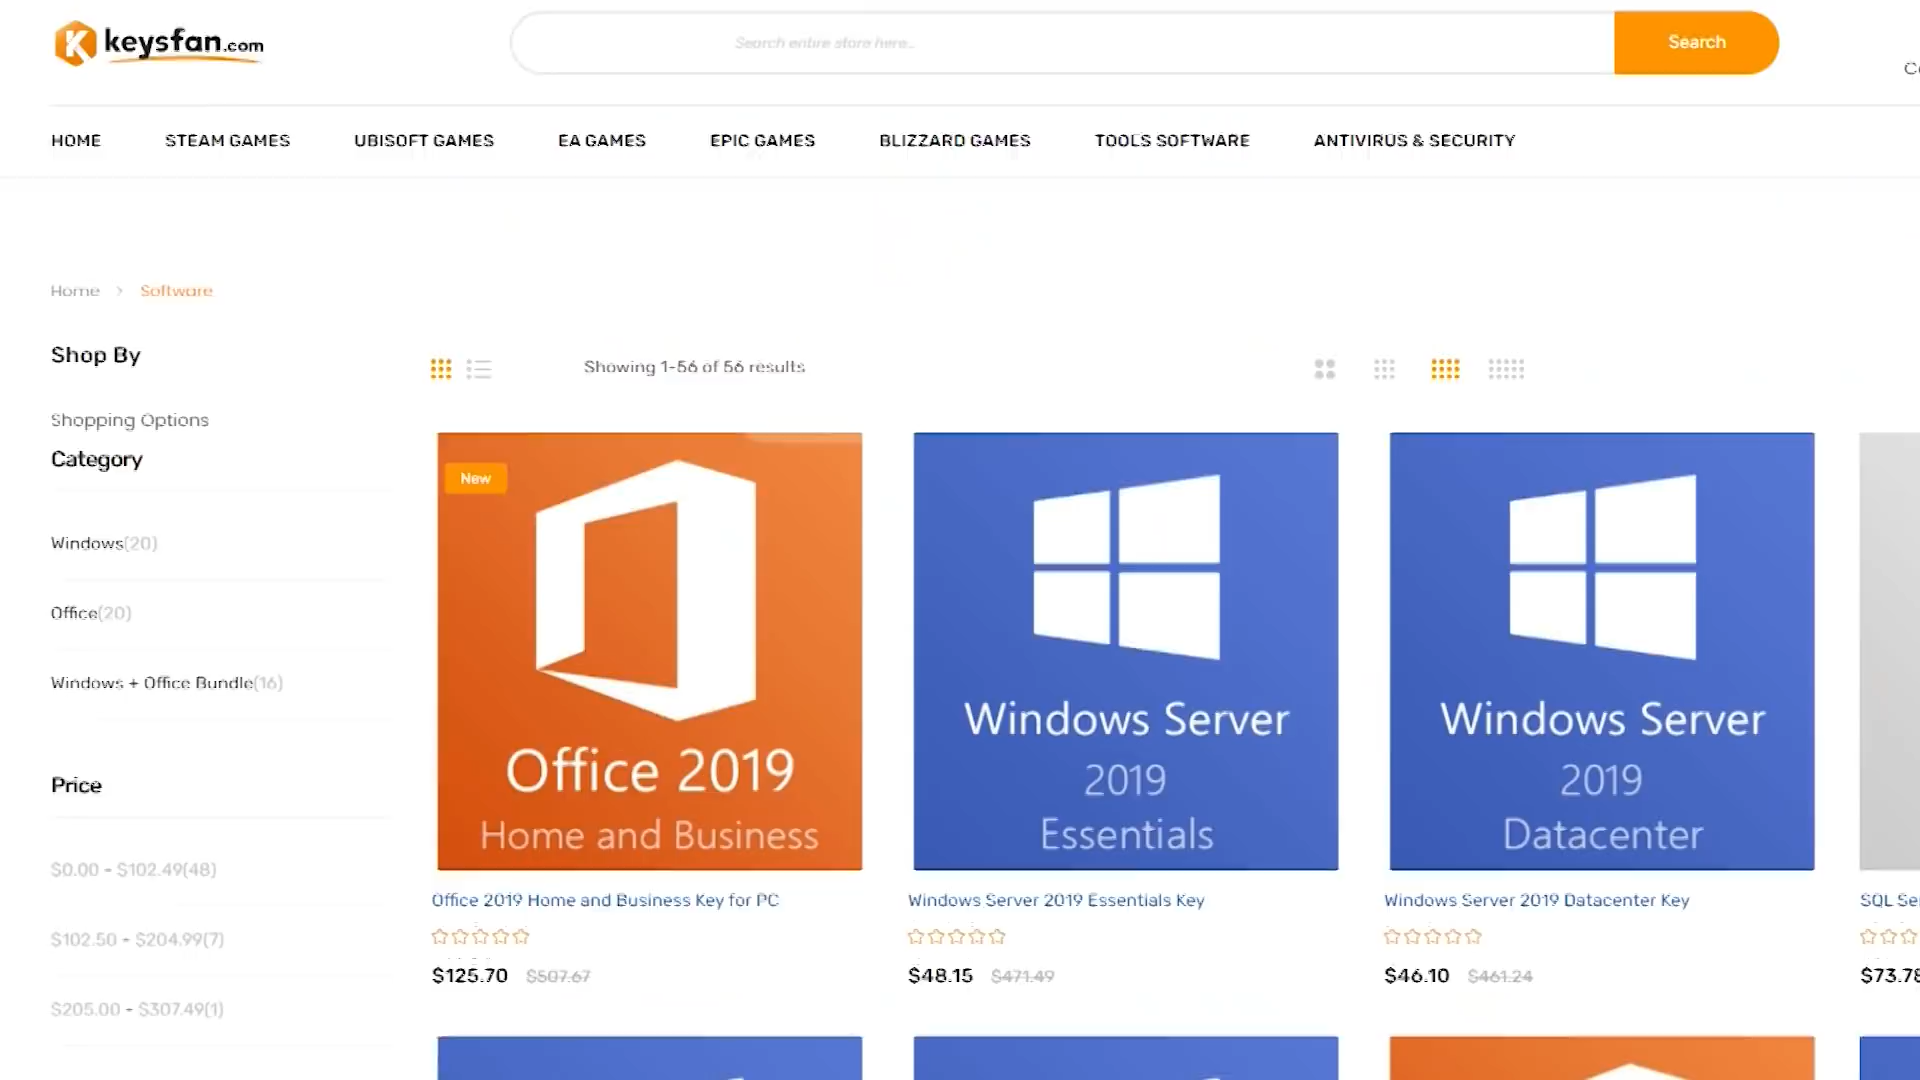 keysfan.com
Search entire store here...
Search
HOME STEAM GAMES UBISOFT GAMES EA GAMES EPIC GAMES BLIZZARD GAMES TOOLS SOFTWARE ANTIVIRUS & SECURITY
Home > Software
Shop By
Showing 1-56 of 56 results
Shopping Options
Category
Windows(20)
Office(20)
Windows + Office Bundle(16)
Price
$0.00 - $102.49(48)
$102.50 - $204.99(7)
$205.00 - $307.49(1)
New
Office 2019
Home and Business
Office 2019 Home and Business Key for PC
$125.70 $507.67
Windows Server
2019
Essentials
Windows Server 2019 Essentials Key
$48.15 $471.49
Windows Server
2019
Datacenter
Windows Server 2019 Datacenter Key
$46.10 $461.24
SQL
$73.78